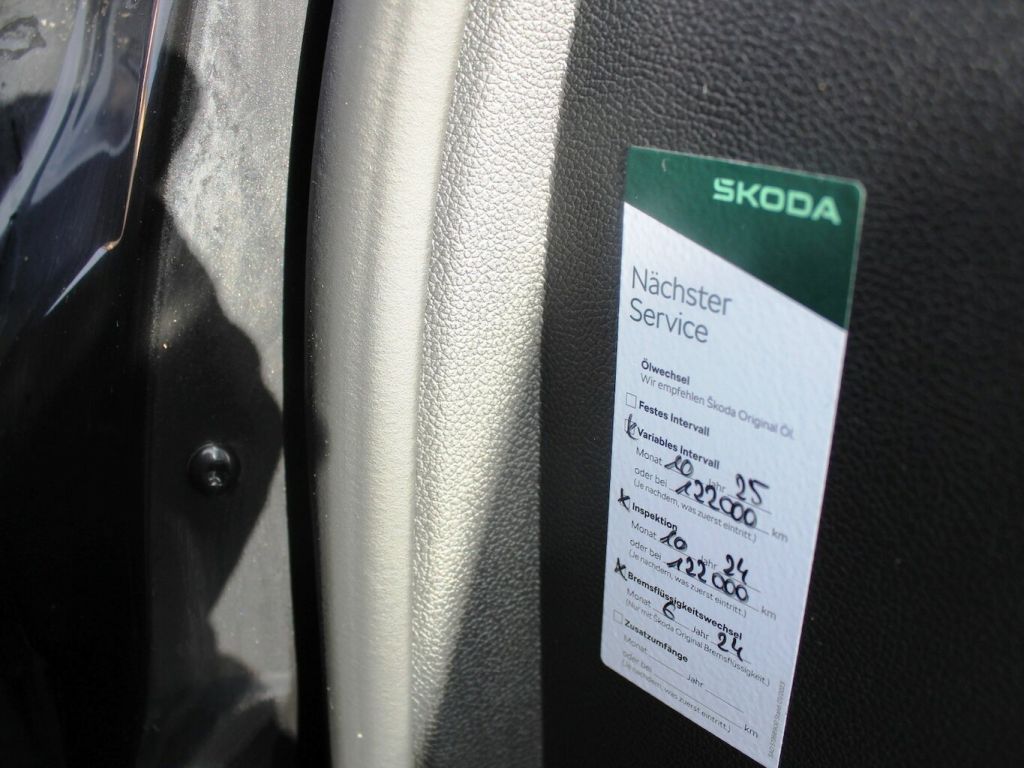 SKODA
Nächster
Service
Ölwechsel
Wir empfehlen Škoda Original Öl.
Festes Intervall
Variables Intervall
Monat 10 Jahr 25
oder bei 122000 km
(Je nachdem, was zuerst eintritt.)
Inspektion
Monat 10 Jahr 24
oder bei 122000 km
(Je nachdem, was zuerst eintritt.)
Bremsflüssigkeitswechsel
Monat 6 Jahr 24
(Nur mit Škoda Original Bremsflüssigkeit.)
Zusatzumfänge
Monat Jahr
oder bei km
(Je nachdem, was zuerst eintritt.)